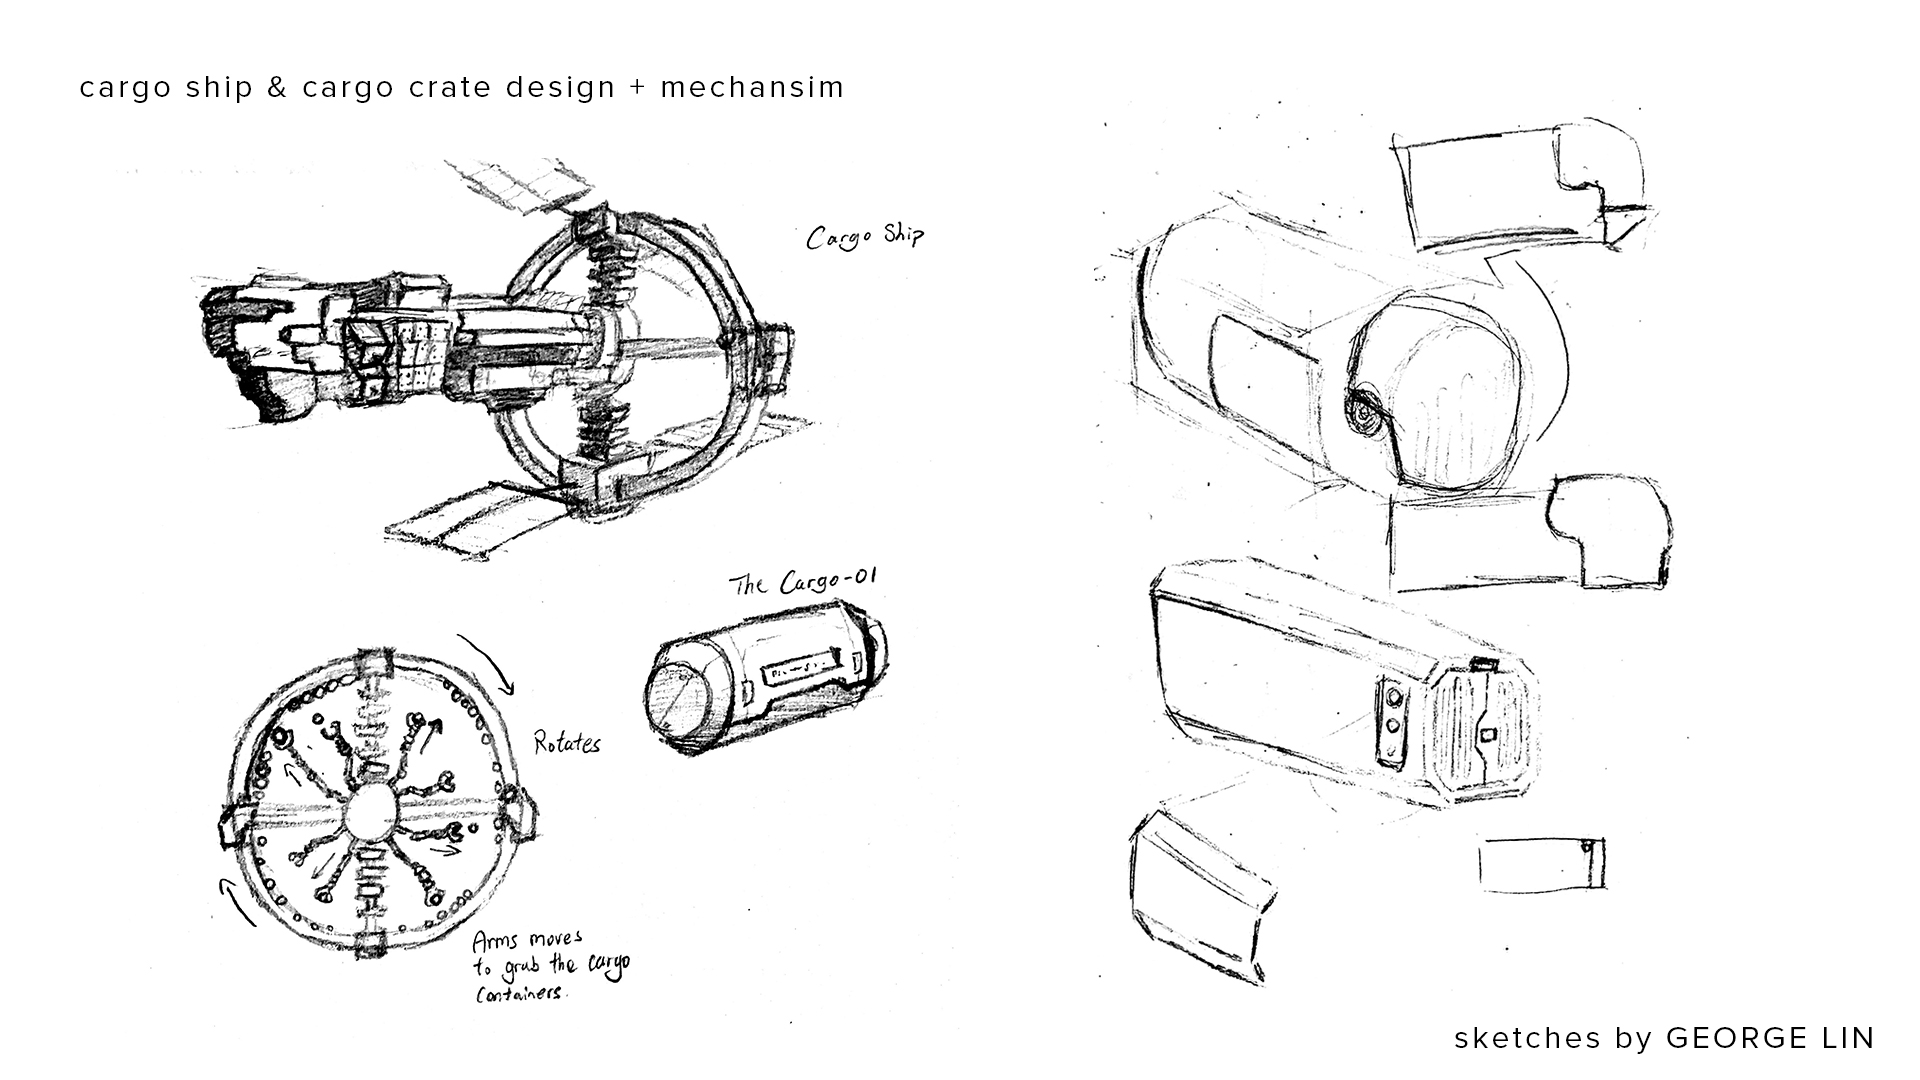 cargo ship & cargo crate design + mechansim
Cargo Ship
The Cargo-01
Rotates
Arms moves
to grab the cargo
containers.
sketches by GEORGE LIN